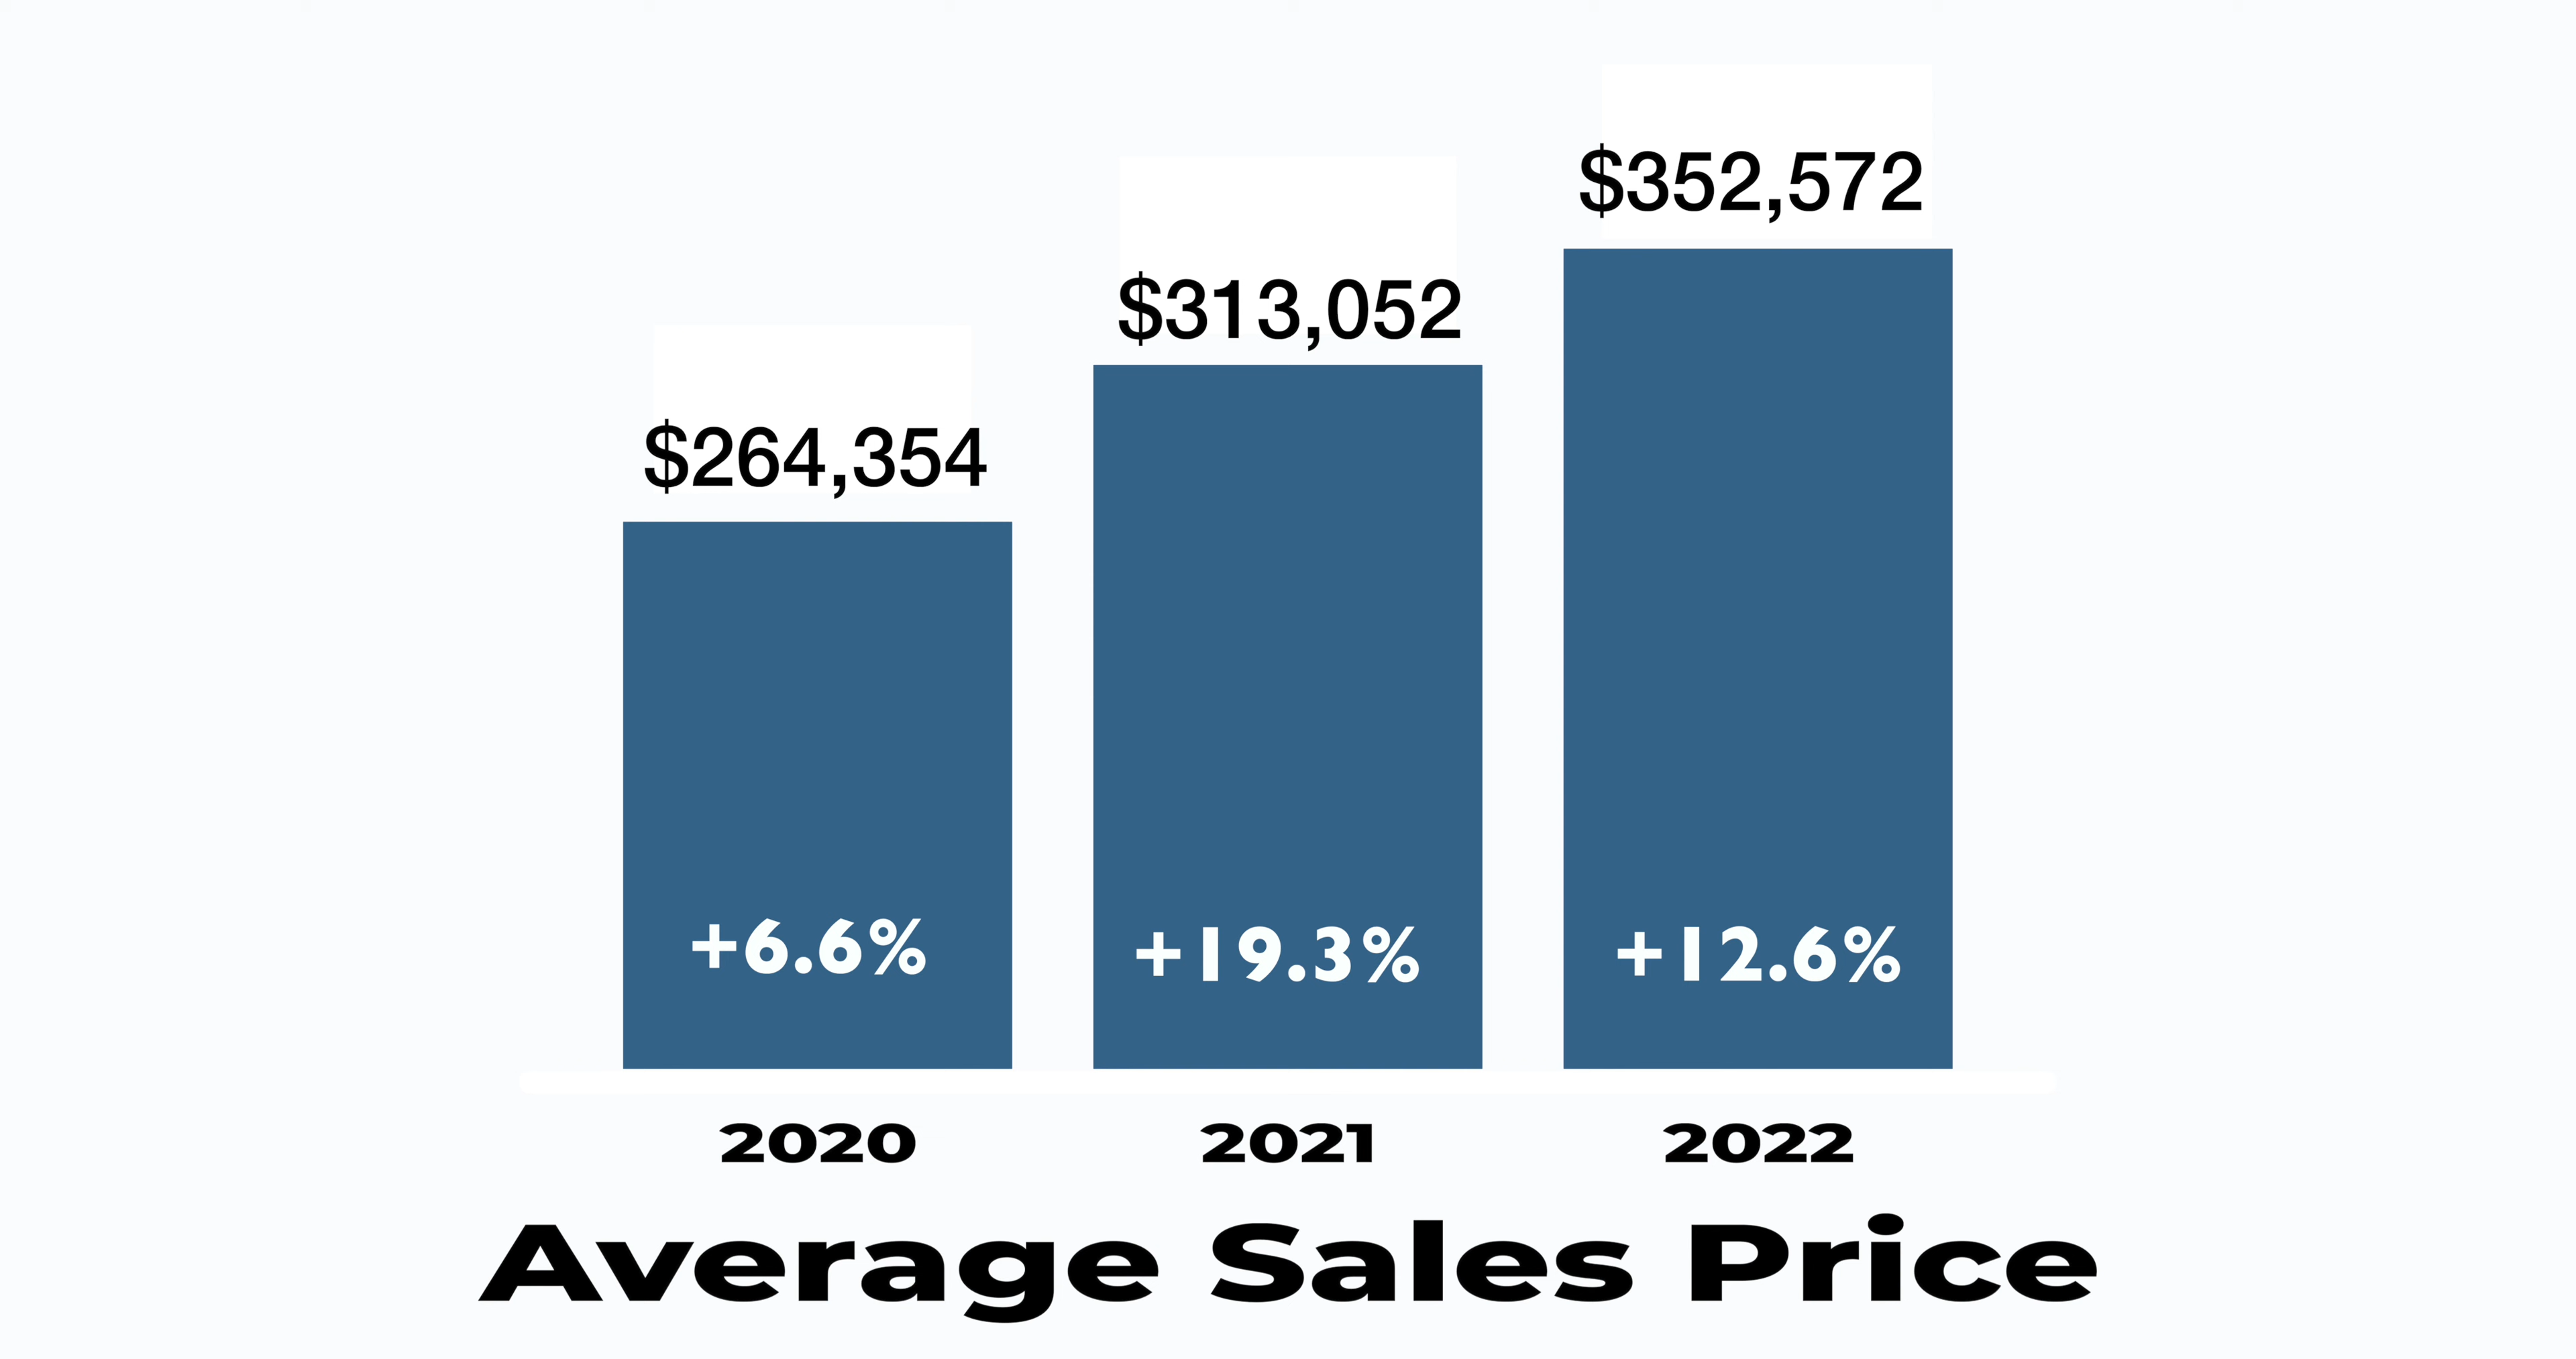 $352,572
$313,052
$264,354
+6.6% +19.3% +12.6%
2020 2021 2022
Average Sales Price